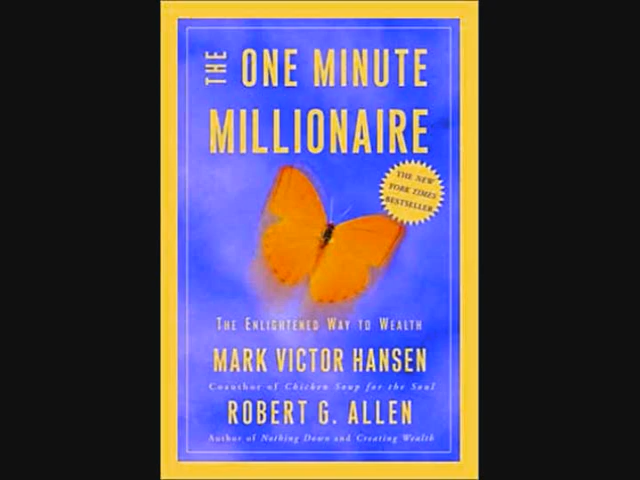 THE ONE MINUTE
MILLIONAIRE
THE NEW
YORK TIMES
BESTSELLER
THE ENLIGHTENED WAY TO WEALTH
MARK VICTOR HANSEN
Coauthor of Chicken Soup for the Soul
ROBERT G. ALLEN
Author of Nothing Down and Creating Wealth